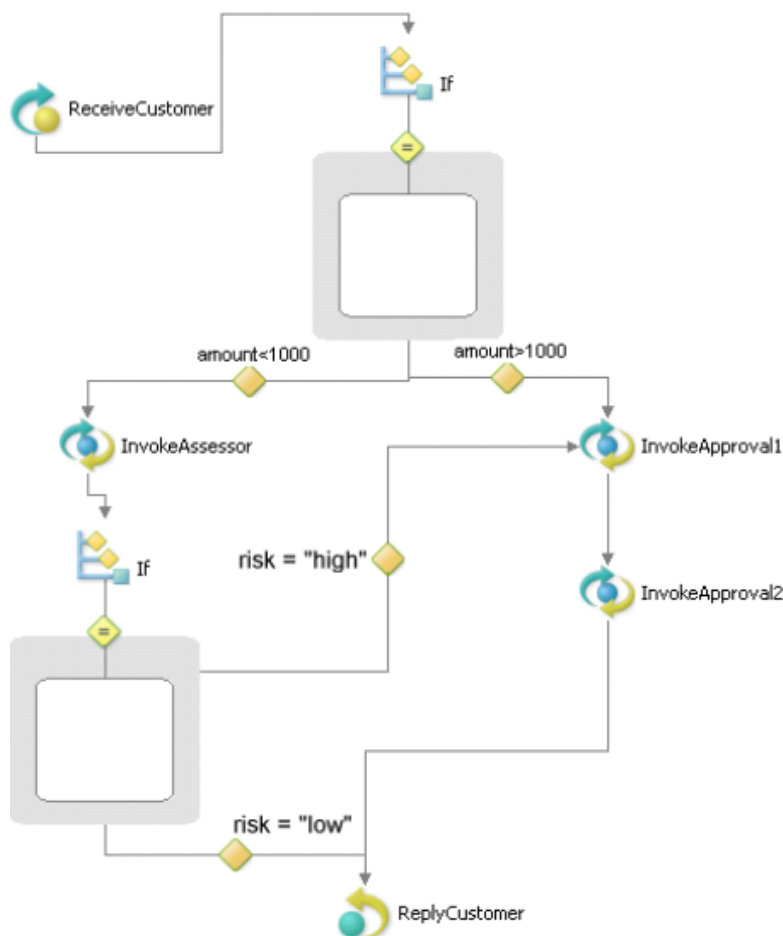 If
ReceiveCustomer
=
amount<1000
amount>1000
InvokeAssessor
InvokeApproval1
If
risk = "high"
InvokeApproval2
=
risk = "low"
ReplyCustomer